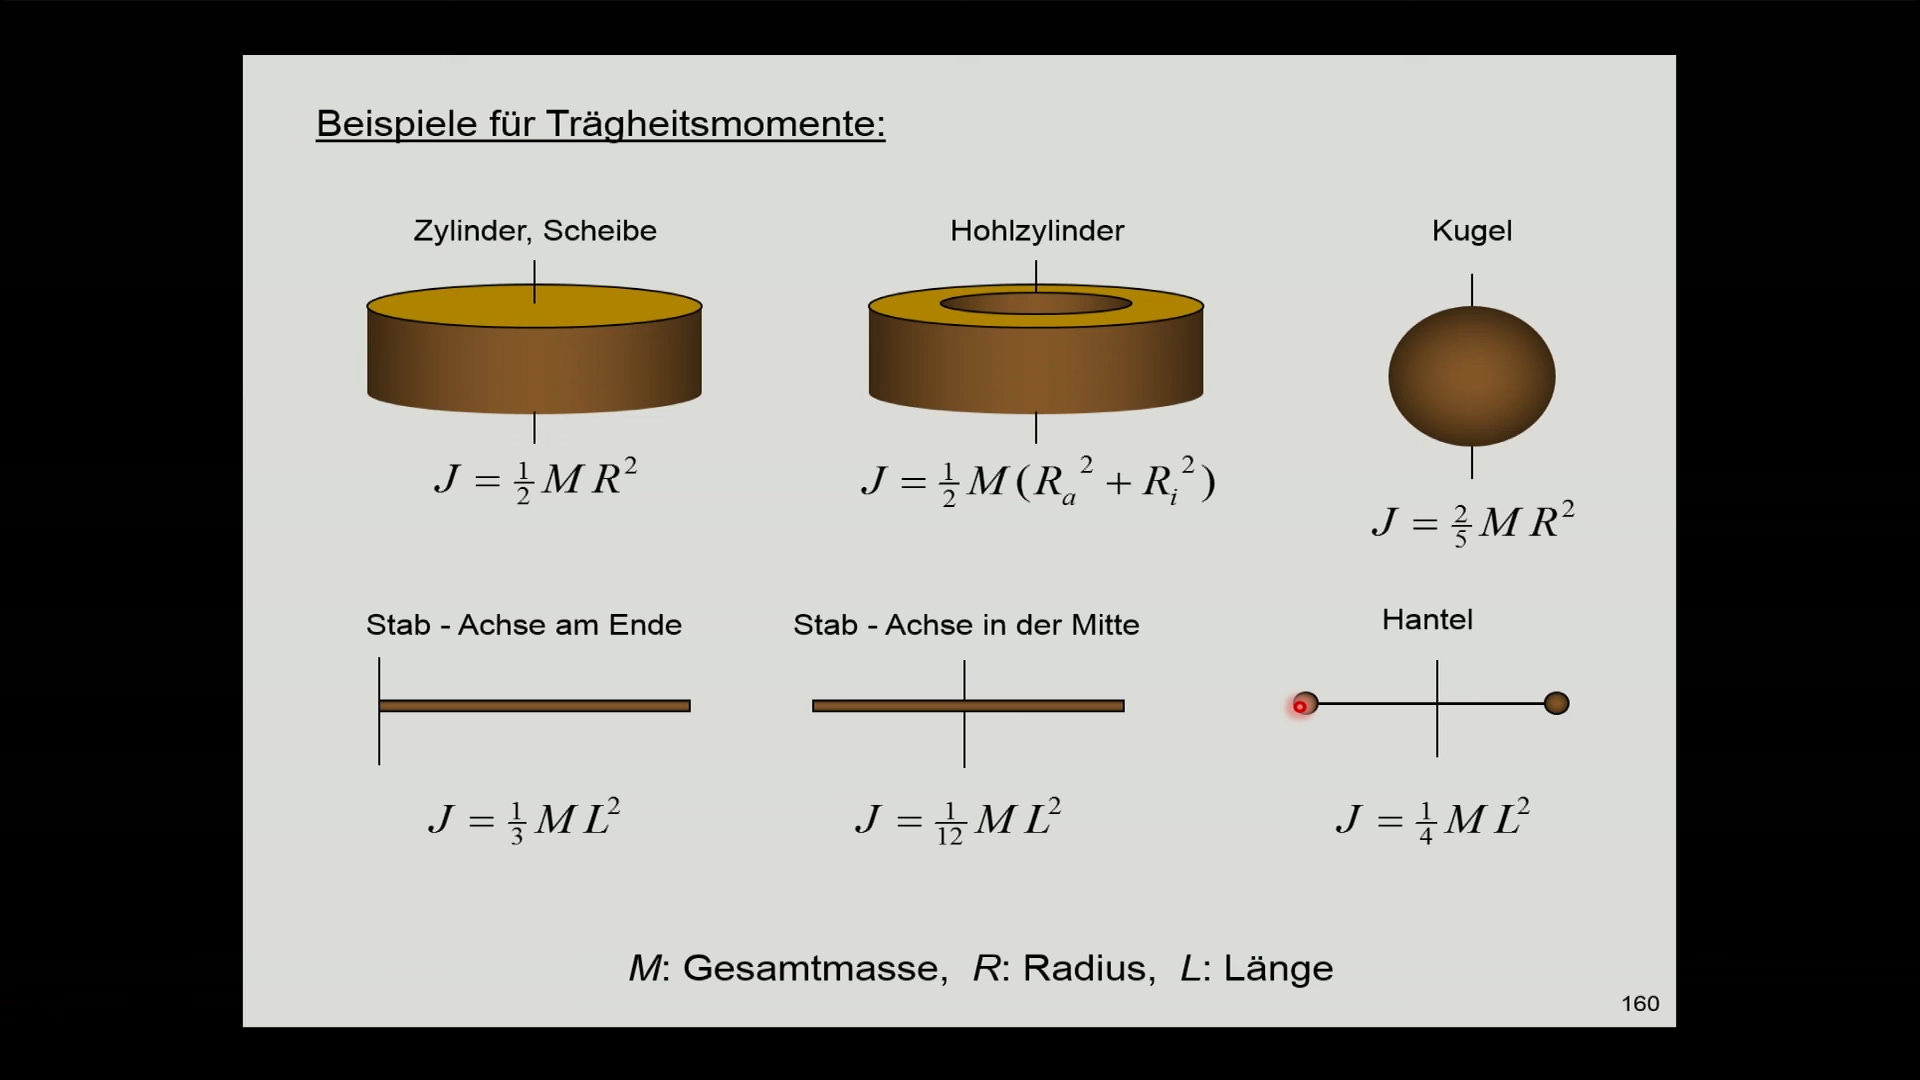 Beispiele für Trägheitsmomente:
Zylinder, Scheibe
Hohlzylinder
Kugel
J = 1/2 M R²
J = 1/2 M (Rₐ² + Rᵢ²)
J = 2/5 M R²
Stab - Achse am Ende
Stab - Achse in der Mitte
Hantel
J = 1/3 M L²
J = 1/12 M L²
J = 1/4 M L²
M: Gesamtmasse, R: Radius, L: Länge
160